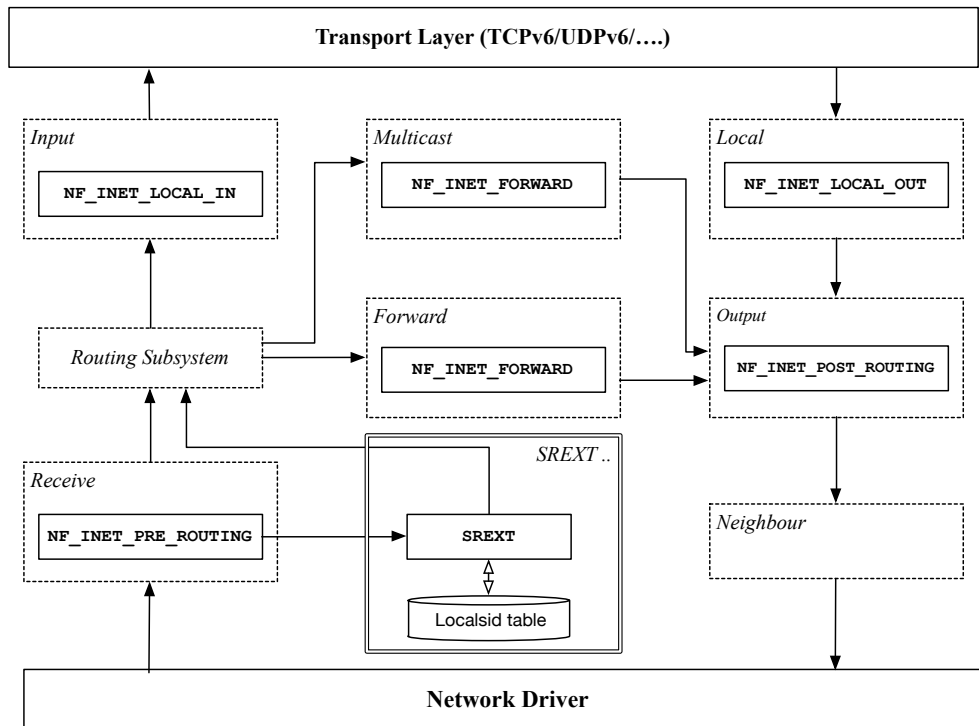 Transport Layer (TCPv6/UDPv6/....)
Input
NF_INET_LOCAL_IN
Multicast
NF_INET_FORWARD
Local
NF_INET_LOCAL_OUT
Routing Subsystem
Forward
NF_INET_FORWARD
Output
NF_INET_POST_ROUTING
Receive
NF_INET_PRE_ROUTING
SREXT ..
SREXT
Localsid table
Neighbour
Network Driver